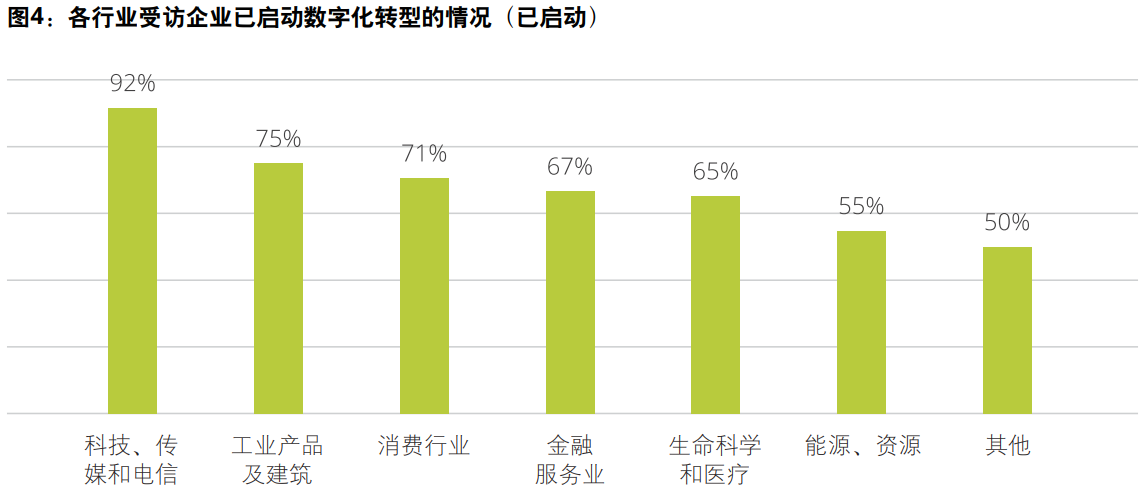 图4：各行业受访企业已启动数字化转型的情况（已启动）
92%
75%
71%
67%
65%
55%
50%
科技、传
媒和电信
工业产品
及建筑
消费行业
金融
服务业
生命科学
和医疗
能源、资源
其他